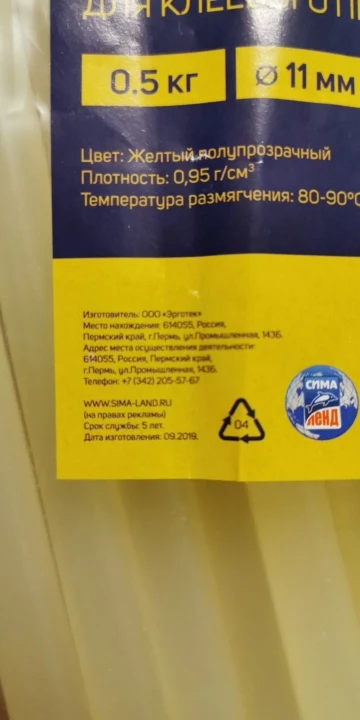 ДЛЯ КЛЕЕВОГО
0.5 кг
Ø 11 мм
Цвет: Желтый полупрозрачный
Плотность: 0,95 г/см³
Температура размягчения: 80-90°C
Изготовитель: ООО «Эрготек»
Место нахождения: 614055, Россия,
Пермский край, г.Пермь, ул.Промышленная, 143Б.
Адрес места осуществления деятельности:
614055, Россия, Пермский край,
г.Пермь, ул.Промышленная, 143Б.
Телефон: +7 (342) 205-57-67
WWW.SIMA-LAND.RU
(на правах рекламы)
Срок службы: 5 лет.
Дата изготовления: 09.2019.
04
СИМА
ЛЕНД